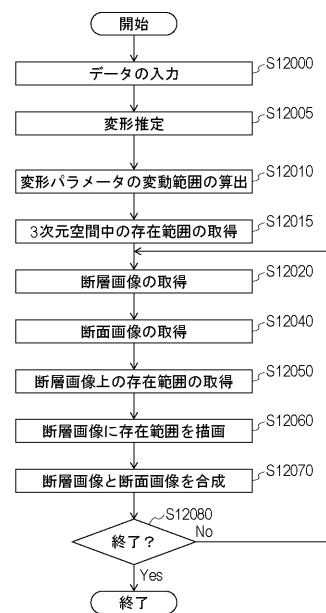 開始
S12000
データの入力
S12005
変形推定
S12010
変形パラメータの変動範囲の算出
S12015
3次元空間中の存在範囲の取得
S12020
断層画像の取得
S12040
断面画像の取得
S12050
断層画像上の存在範囲の取得
S12060
断層画像に存在範囲を描画
S12070
断層画像と断面画像を合成
S12080
終了？
No
Yes
終了